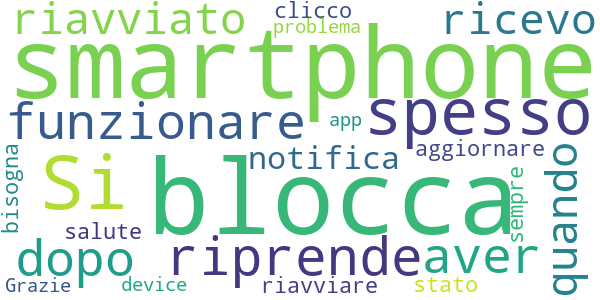 riavviato clicco ricevo
problema
smartphone
funzionare app spesso
bisogna Si notifica aggiornare quando
blocca sempre
salute
dopo riprende aver
Grazie device riavviare stato